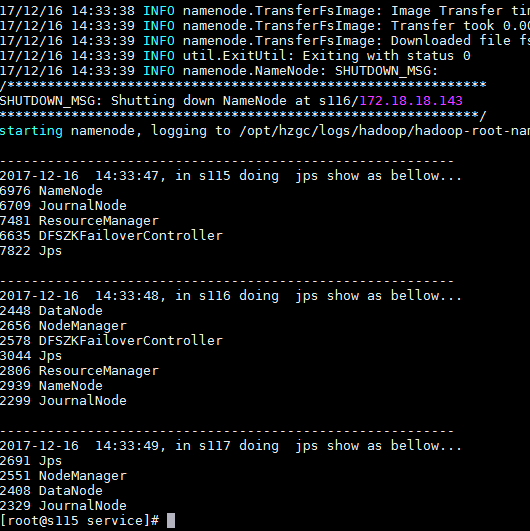 17/12/16 14:33:38 INFO namenode.TransferFsImage: Image Transfer tim
17/12/16 14:33:39 INFO namenode.TransferFsImage: Transfer took 0.00
17/12/16 14:33:39 INFO namenode.TransferFsImage: Downloaded file fs
17/12/16 14:33:39 INFO util.ExitUtil: Exiting with status 0
17/12/16 14:33:39 INFO namenode.NameNode: SHUTDOWN_MSG:
/************************************************************
SHUTDOWN_MSG: Shutting down NameNode at s116/172.18.18.143
************************************************************/
starting namenode, logging to /opt/hzgc/logs/hadoop/hadoop-root-nam
----------------------------------------------------------
2017-12-16  14:33:47, in s115 doing  jps show as bellow...
6976 NameNode
6709 JournalNode
7481 ResourceManager
6635 DFSZKFailoverController
7822 Jps
----------------------------------------------------------
2017-12-16  14:33:48, in s116 doing  jps show as bellow...
2448 DataNode
2656 NodeManager
2578 DFSZKFailoverController
3044 Jps
2806 ResourceManager
2939 NameNode
2299 JournalNode
----------------------------------------------------------
2017-12-16  14:33:49, in s117 doing  jps show as bellow...
2691 Jps
2551 NodeManager
2408 DataNode
2329 JournalNode
[root@s115 service]#